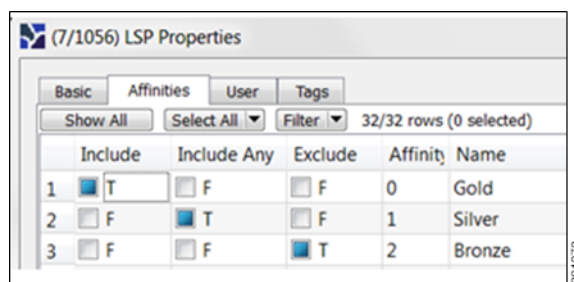 (7/1056) LSP Properties
Basic Affinities User Tags
Show All Select All Filter 32/32 rows (0 selected)
Include Include Any Exclude Affinity Name
1 T F F 0 Gold
2 F T F 1 Silver
3 F F T 2 Bronze